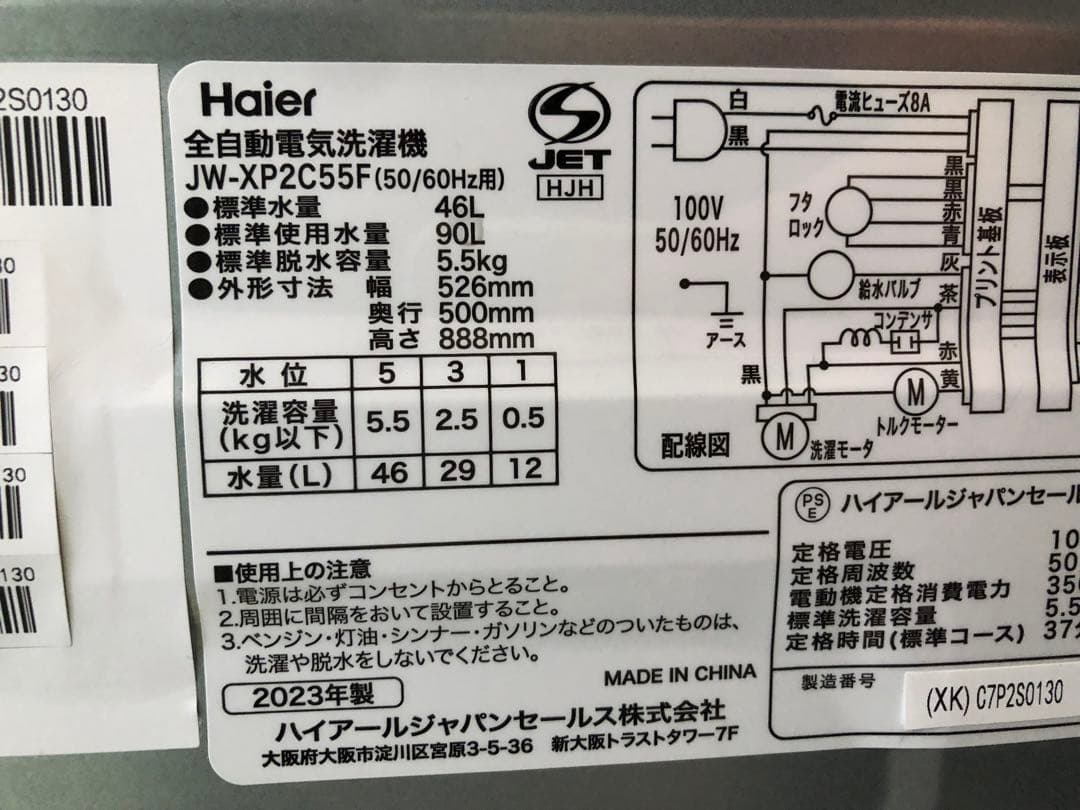 2S0130
30
30
30
130
Haier
全自動電気洗濯機
JW-XP2C55F(50/60Hz用)
JET
HJH
●標準水量 46L
●標準使用水量 90L
●標準脱水容量 5.5kg
●外形寸法 幅 526mm
奥行 500mm
高さ 888mm
水位 5 3 1
洗濯容量(kg以下) 5.5 2.5 0.5
水量(L) 46 29 12
白
電流ヒューズ8A
黒
100V
50/60Hz
フタロック
黒
黒
赤
青
灰
給水バルブ
茶
アース
コンデンサ
赤
黒
黄
M
トルクモーター
M
洗濯モータ
配線図
プリント基板
表示板
■使用上の注意
1.電源は必ずコンセントからとること。
2.周囲に間隔をおいて設置すること。
3.ベンジン・灯油・シンナー・ガソリンなどのついたものは、
洗濯や脱水をしないでください。
MADE IN CHINA
2023年製
ハイアールジャパンセールス株式会社
大阪府大阪市淀川区宮原3-5-36 新大阪トラストタワー7F
PSE ハイアールジャパンセール
定格電圧 10
定格周波数 50
電動機定格消費電力 350
標準洗濯容量 5.5
定格時間(標準コース) 37分
製造番号 (XK) C7P2S0130